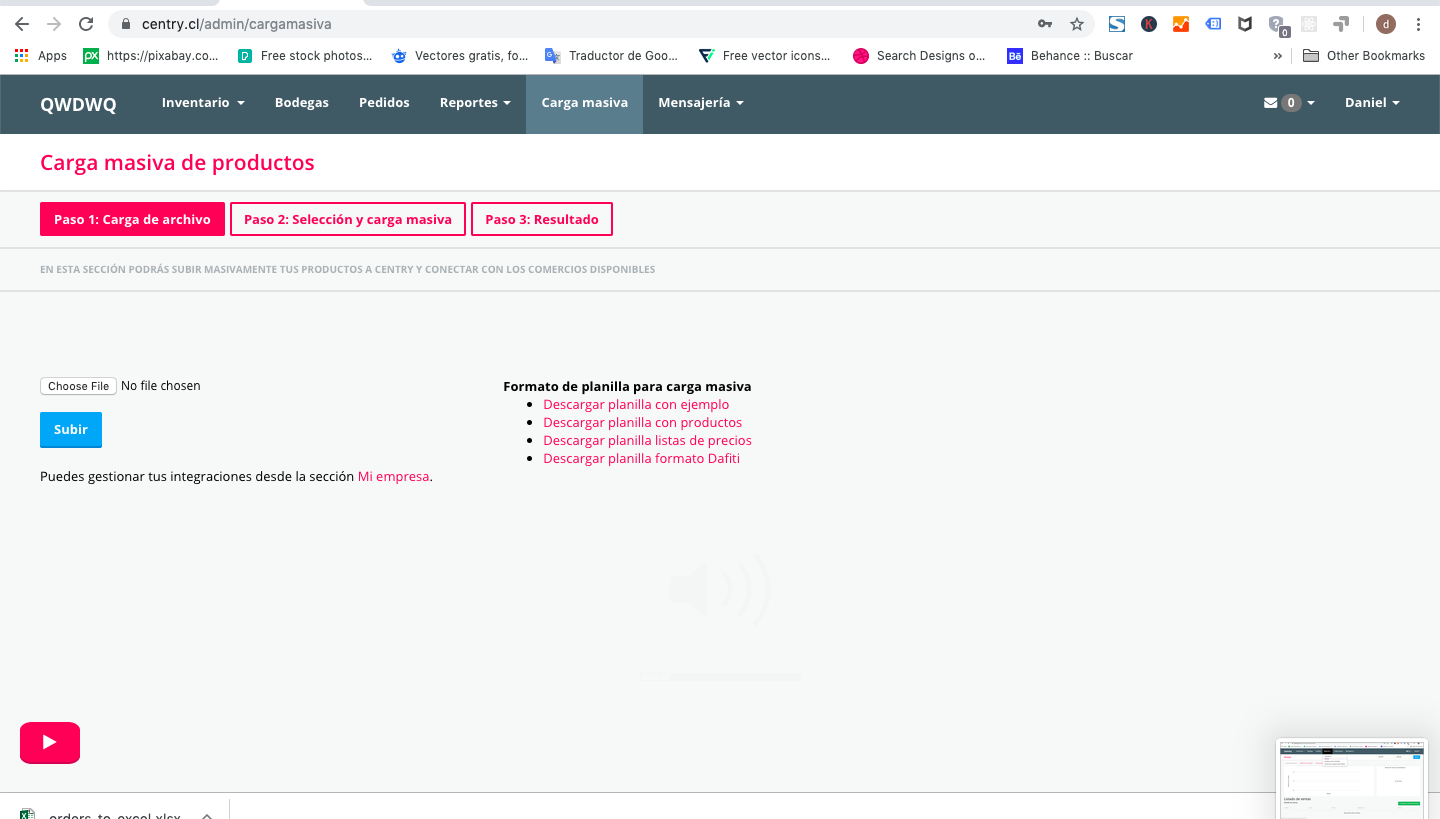 centry.cl/admin/cargamasiva
0
d
Apps
px https://pixabay.co...
Free stock photos...
Vectores gratis, fo...
Traductor de Goo...
Free vector icons...
Search Designs o...
Bē Behance :: Buscar
»
Other Bookmarks
QWDWQ
Inventario
Bodegas
Pedidos
Reportes
Carga masiva
Mensajería
0
Daniel
Carga masiva de productos
Paso 1: Carga de archivo
Paso 2: Selección y carga masiva
Paso 3: Resultado
EN ESTA SECCIÓN PODRÁS SUBIR MASIVAMENTE TUS PRODUCTOS A CENTRY Y CONECTAR CON LOS COMERCIOS DISPONIBLES
Choose File No file chosen
Subir
Puedes gestionar tus integraciones desde la sección Mi empresa.
Formato de planilla para carga masiva
• Descargar planilla con ejemplo
• Descargar planilla con productos
• Descargar planilla listas de precios
• Descargar planilla formato Dafiti
orders_to_excel.xlsx